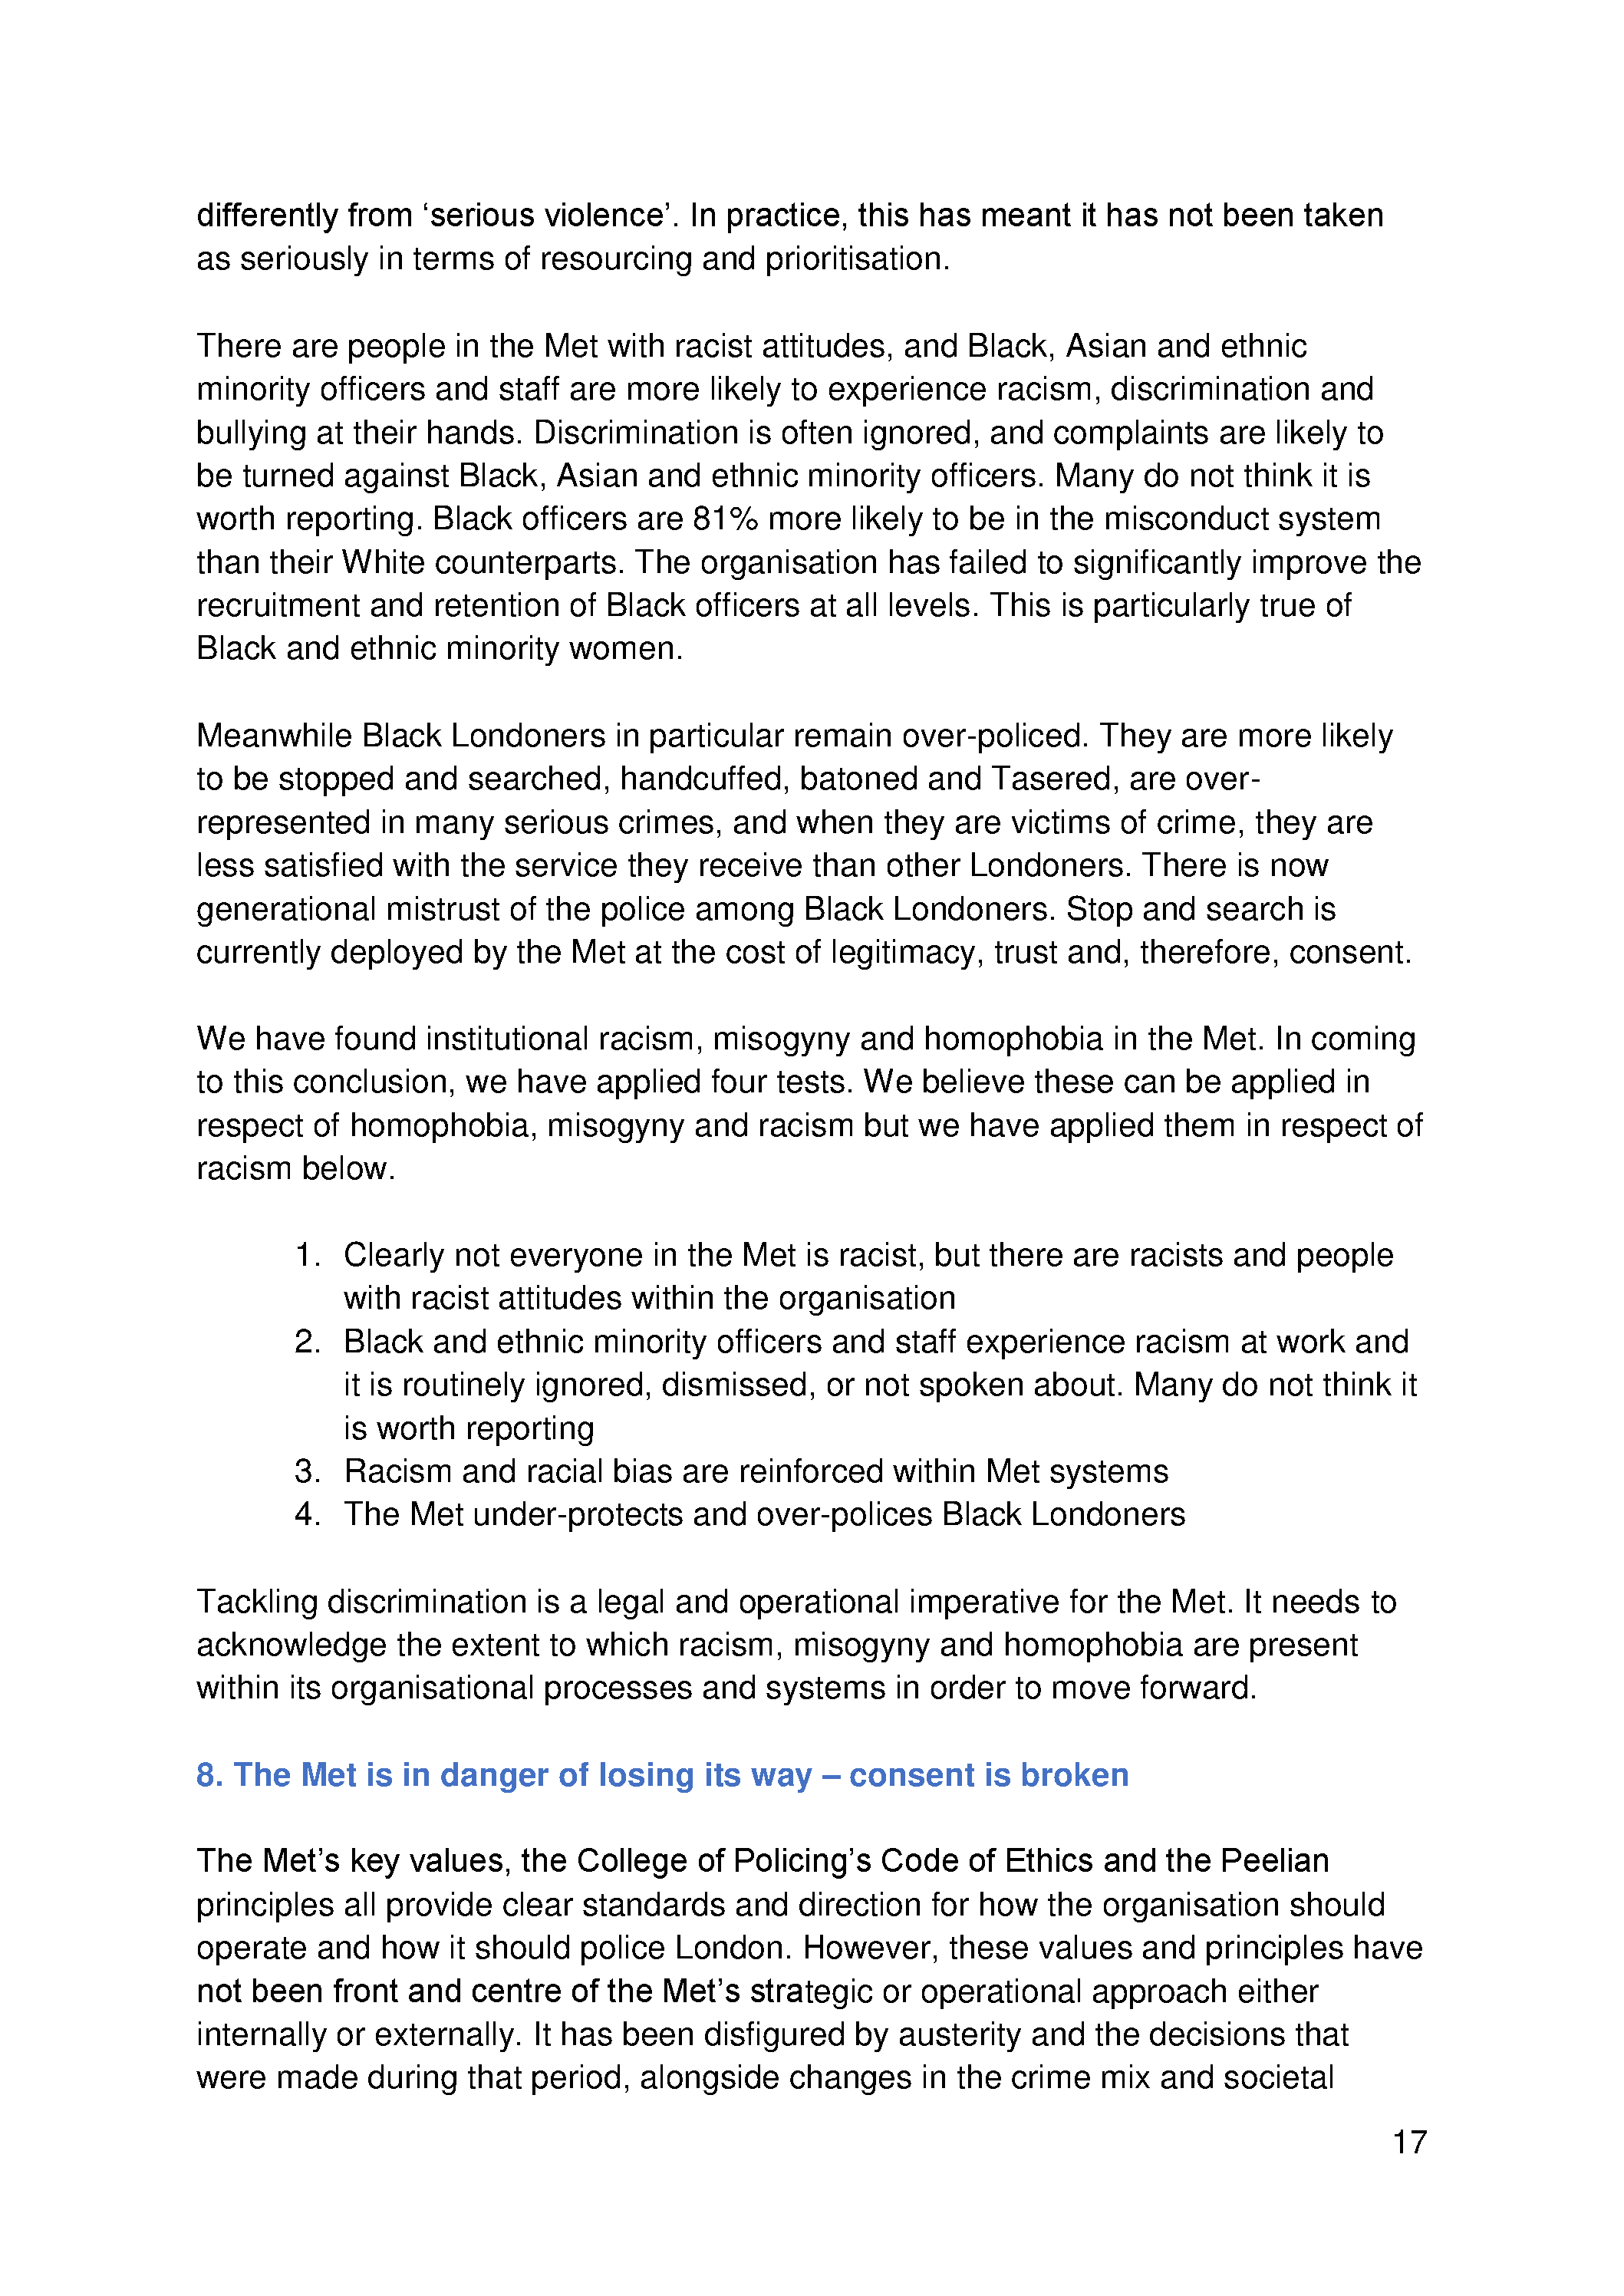 differently from ‘serious violence’. In practice, this has meant it has not been taken
as seriously in terms of resourcing and prioritisation.
There are people in the Met with racist attitudes, and Black, Asian and ethnic
minority officers and staff are more likely to experience racism, discrimination and
bullying at their hands. Discrimination is often ignored, and complaints are likely to
be turned against Black, Asian and ethnic minority officers. Many do not think it is
worth reporting. Black officers are 81% more likely to be in the misconduct system
than their White counterparts. The organisation has failed to significantly improve the
recruitment and retention of Black officers at all levels. This is particularly true of
Black and ethnic minority women.
Meanwhile Black Londoners in particular remain over-policed. They are more likely
to be stopped and searched, handcuffed, batoned and Tasered, are over-
represented in many serious crimes, and when they are victims of crime, they are
less satisfied with the service they receive than other Londoners. There is now
generational mistrust of the police among Black Londoners. Stop and search is
currently deployed by the Met at the cost of legitimacy, trust and, therefore, consent.
We have found institutional racism, misogyny and homophobia in the Met. In coming
to this conclusion, we have applied four tests. We believe these can be applied in
respect of homophobia, misogyny and racism but we have applied them in respect of
racism below.
1. Clearly not everyone in the Met is racist, but there are racists and people
with racist attitudes within the organisation
2. Black and ethnic minority officers and staff experience racism at work and
it is routinely ignored, dismissed, or not spoken about. Many do not think it
is worth reporting
3. Racism and racial bias are reinforced within Met systems
4. The Met under-protects and over-polices Black Londoners
Tackling discrimination is a legal and operational imperative for the Met. It needs to
acknowledge the extent to which racism, misogyny and homophobia are present
within its organisational processes and systems in order to move forward.
8. The Met is in danger of losing its way – consent is broken
The Met’s key values, the College of Policing’s Code of Ethics and the Peelian
principles all provide clear standards and direction for how the organisation should
operate and how it should police London. However, these values and principles have
not been front and centre of the Met’s strategic or operational approach either
internally or externally. It has been disfigured by austerity and the decisions that
were made during that period, alongside changes in the crime mix and societal
17